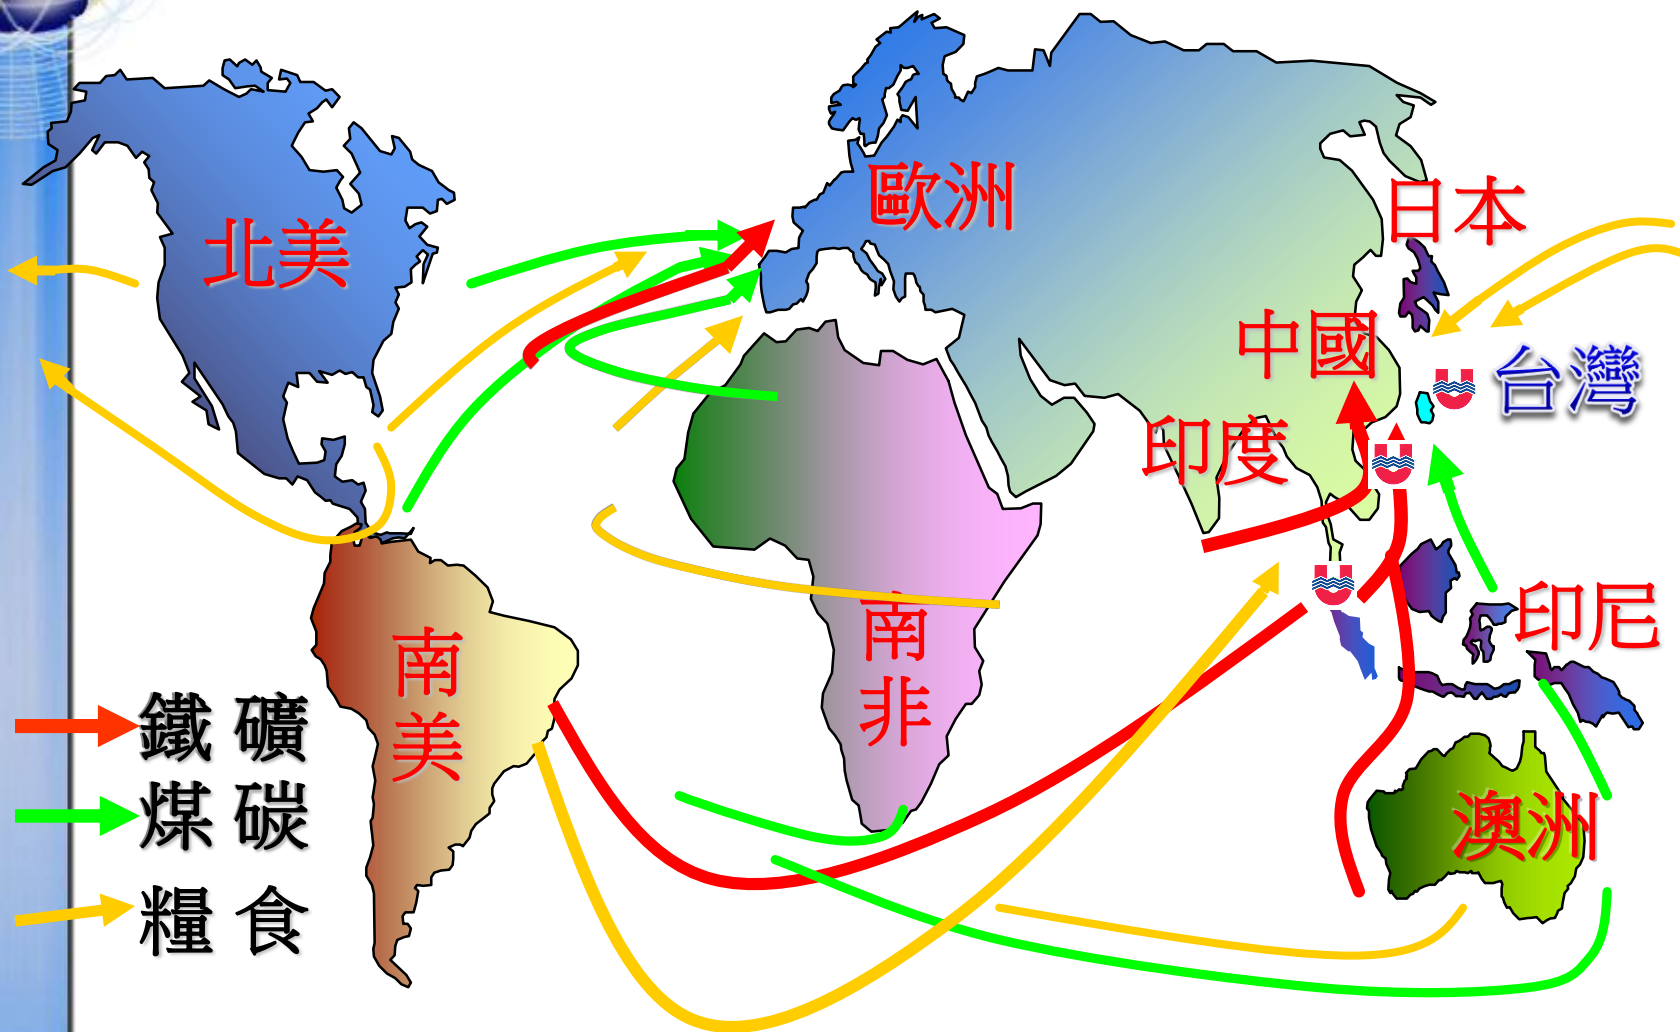 歐洲
日本
北美
中國
台灣
印度
印尼
南非
南美
鐵礦
澳洲
煤碳
糧食